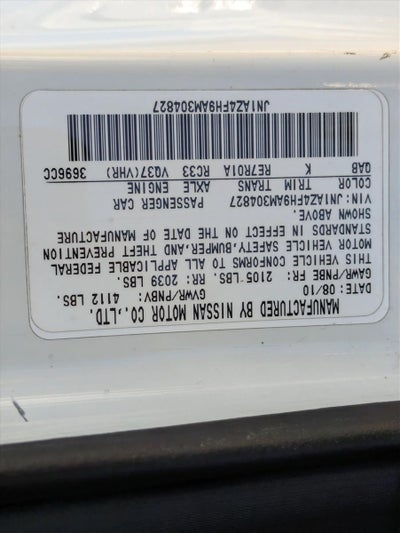 MANUFACTURED BY NISSAN MOTOR CO.,LTD.
DATE: 08/10 GVWR/PNBV: 4112 LBS.
GAWR/PNBE FR: 2105 LBS. RR: 2039 LBS.
THIS VEHICLE CONFORMS TO ALL APPLICABLE FEDERAL
MOTOR VEHICLE SAFETY,BUMPER,AND THEFT PREVENTION
STANDARDS IN EFFECT ON THE DATE OF MANUFACTURE
SHOWN ABOVE.
VIN: JN1AZ4FH9AM304827 PASSENGER CAR
COLOR TRIM TRANS AXLE ENGINE
QAB K RE7R01A RC33 VQ37(VHR) 3696CC
JN1AZ4FH9AM304827